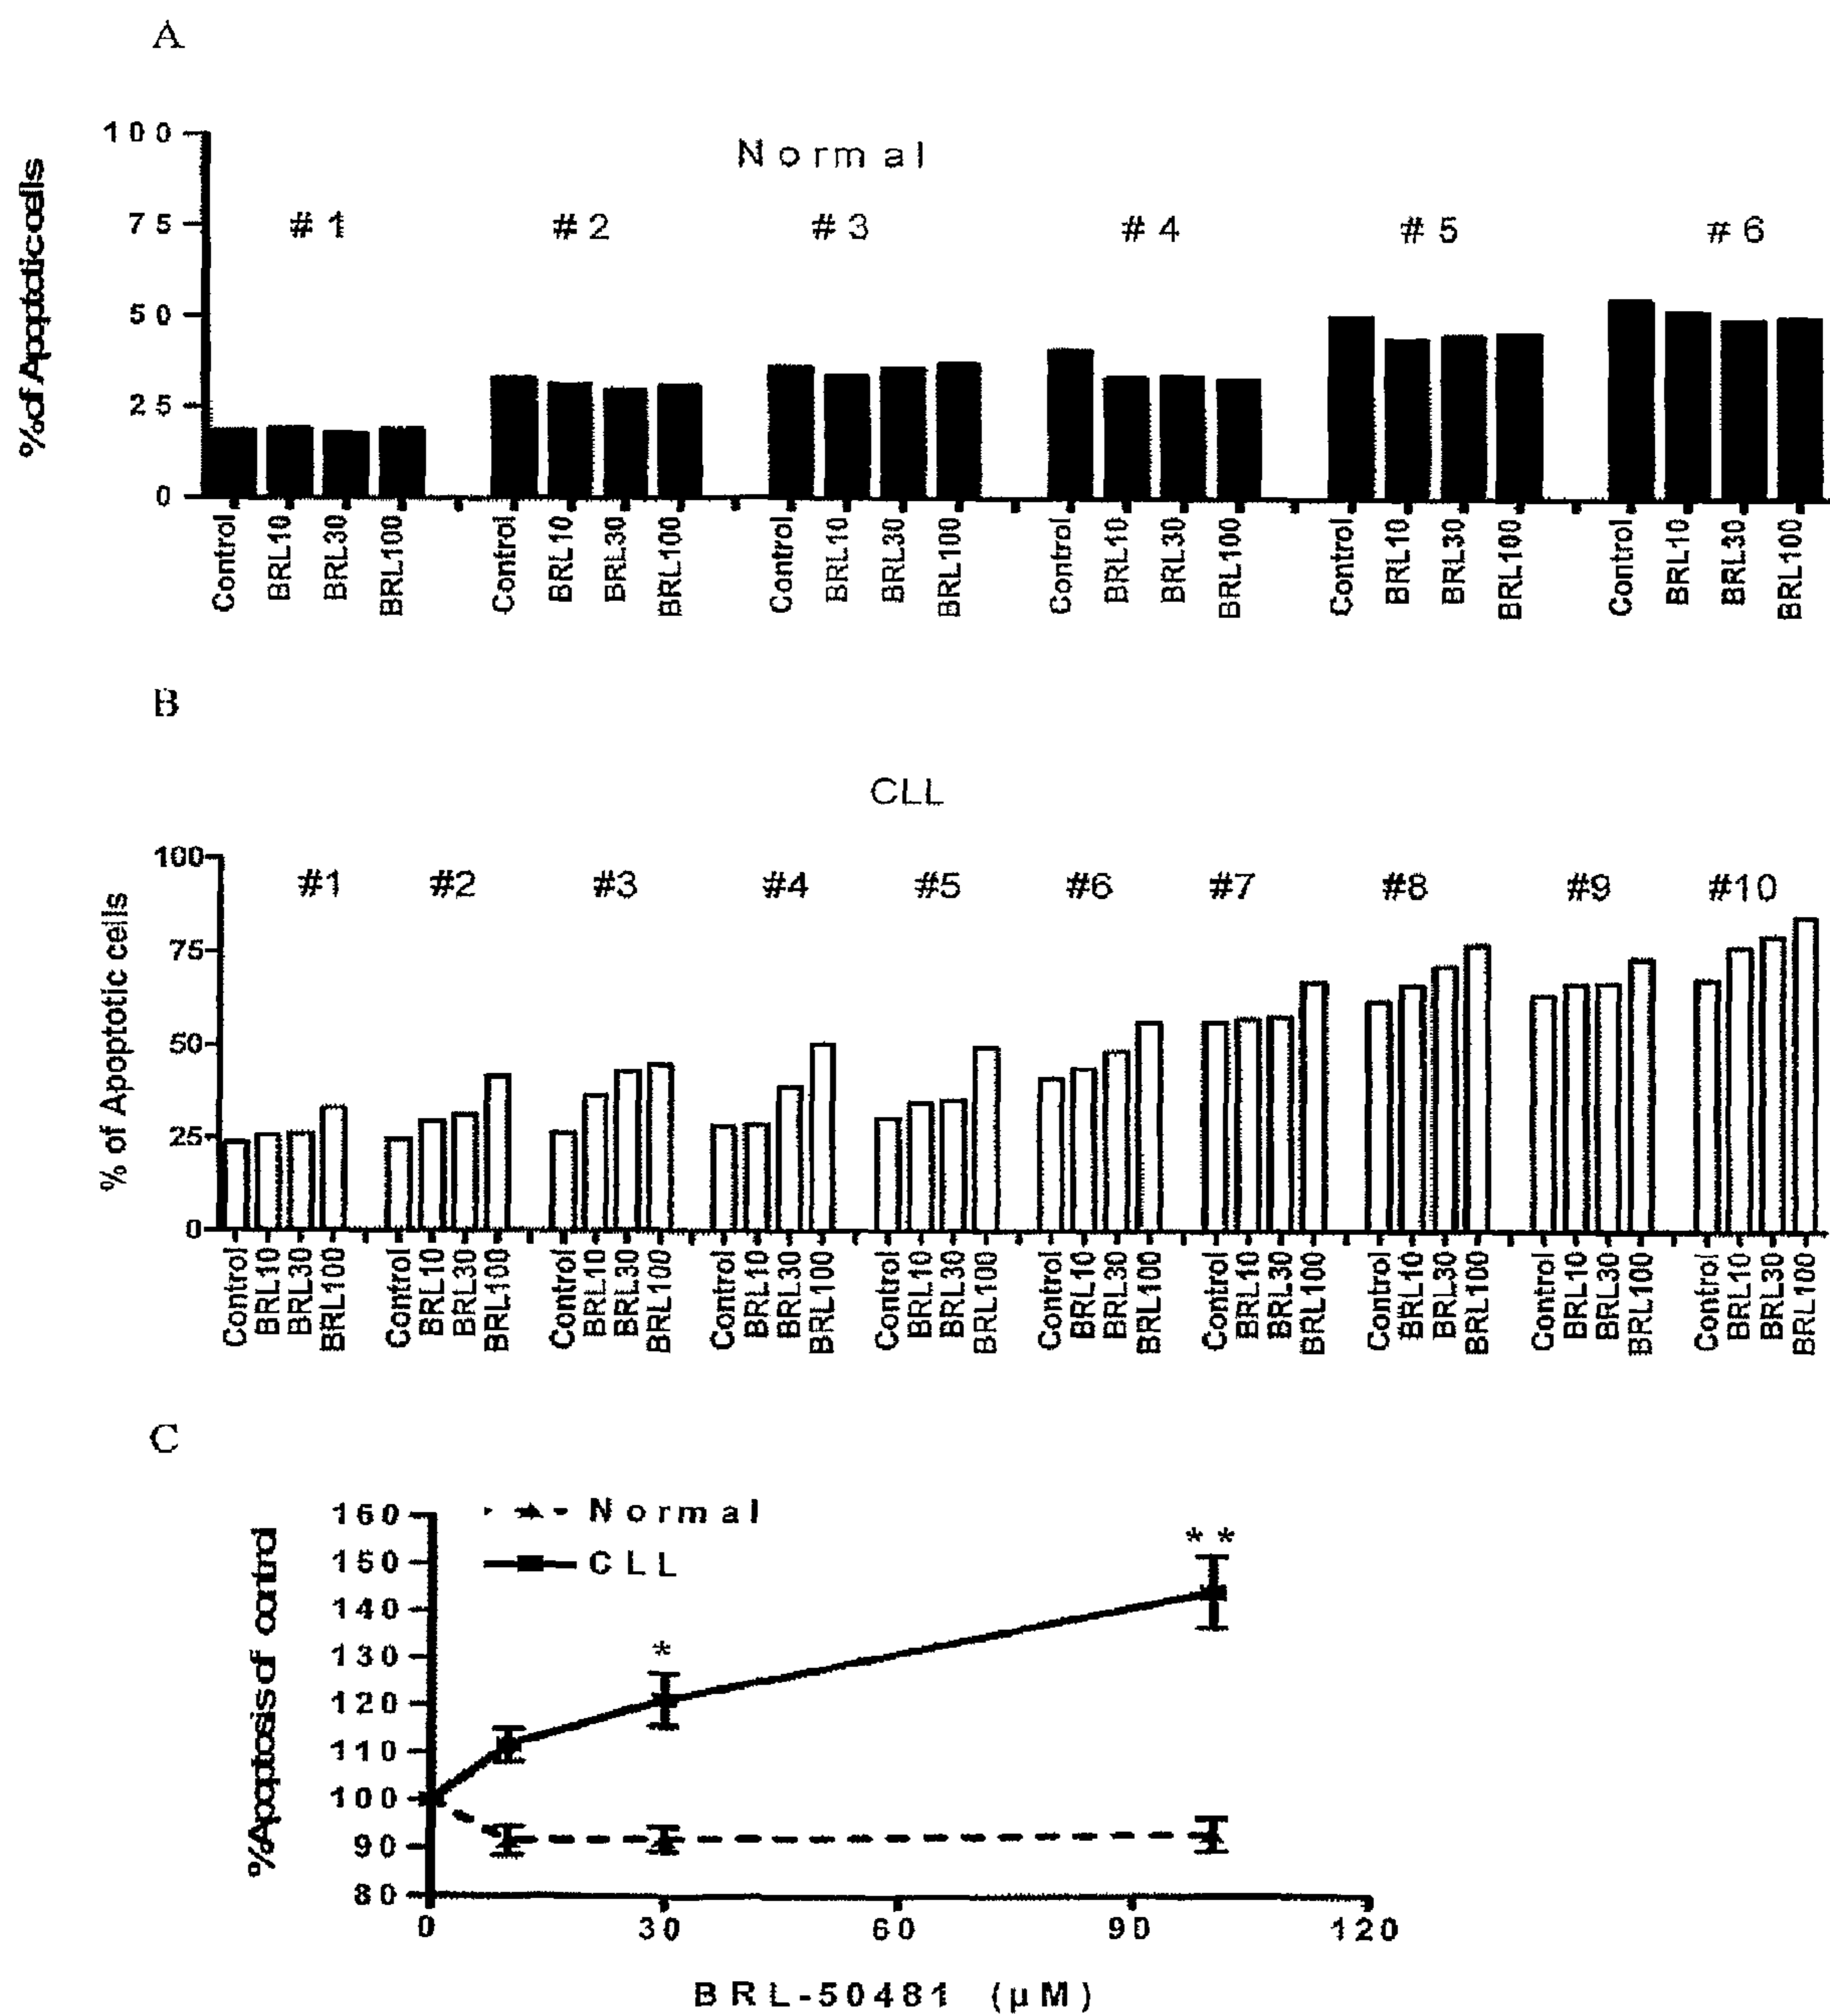 A
Normal
#1 #2 #3 #4 #5 #6
% of Apoptotic cells
100
75
50
25
0
Control BRL10 BRL30 BRL100 Control BRL10 BRL30 BRL100 Control BRL10 BRL30 BRL100 Control BRL10 BRL30 BRL100 Control BRL10 BRL30 BRL100 Control BRL10 BRL30 BRL100
B
CLL
#1 #2 #3 #4 #5 #6 #7 #8 #9 #10
% of Apoptotic cells
100
75
50
25
0
Control BRL10 BRL30 BRL100 Control BRL10 BRL30 BRL100 Control BRL10 BRL30 BRL100 Control BRL10 BRL30 BRL100 Control BRL10 BRL30 BRL100 Control BRL10 BRL30 BRL100 Control BRL10 BRL30 BRL100 Control BRL10 BRL30 BRL100 Control BRL10 BRL30 BRL100 Control BRL10 BRL30 BRL100
C
Normal
CLL
%Apoptosis of control
160
150
140
130
120
110
100
90
80
*
**
0 30 60 90 120
BRL-50481 (µM)